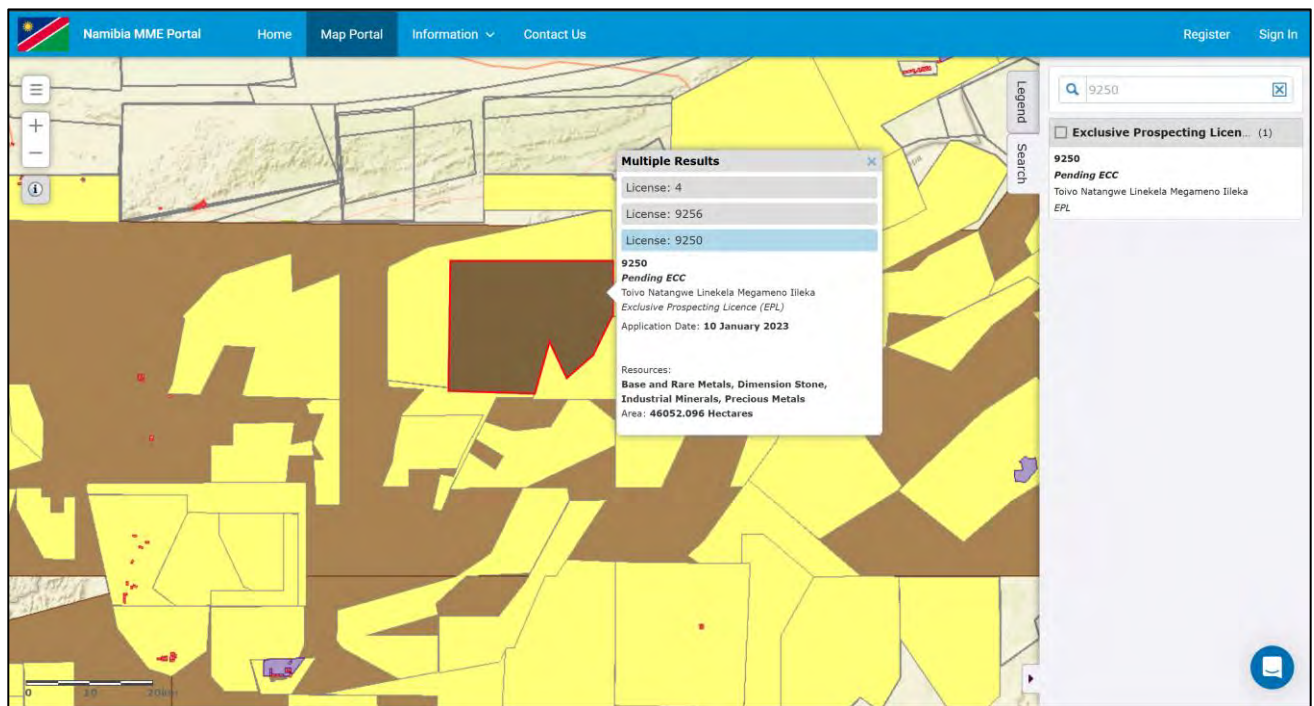 Namibia MME Portal
Home
Map Portal
Information
Contact Us
Register
Sign In
Legend
Search
9250
Exclusive Prospecting Licen... (1)
9250
Pending ECC
Toivo Natangwe Linekela Megameno Iileka
EPL
Multiple Results
License: 4
License: 9256
License: 9250
9250
Pending ECC
Toivo Natangwe Linekela Megameno Iileka
Exclusive Prospecting Licence (EPL)
Application Date: 10 January 2023
Resources:
Base and Rare Metals, Dimension Stone,
Industrial Minerals, Precious Metals
Area: 46052.096 Hectares
0 10 20km